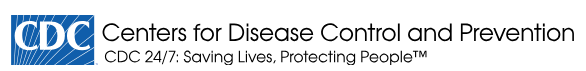 CDC Centers for Disease Control and Prevention
CDC 24/7: Saving Lives, Protecting People™